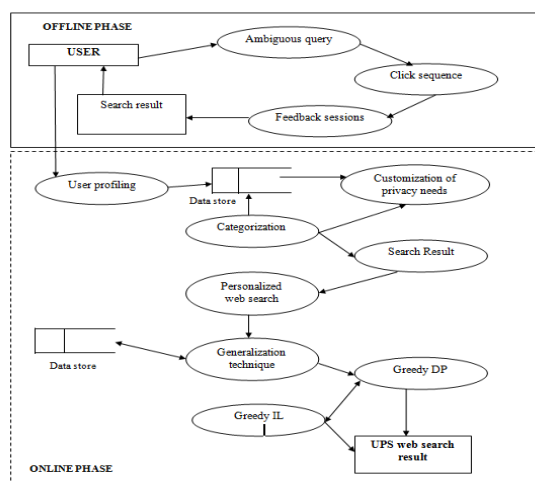 OFFLINE PHASE
USER
Ambiguous query
Click sequence
Search result
Feedback sessions
User profiling
Data store
Customization of
privacy needs
Categorization
Search Result
Personalized
web search
Generalization
technique
Data store
Greedy DP
Greedy IL
UPS web search
result
ONLINE PHASE